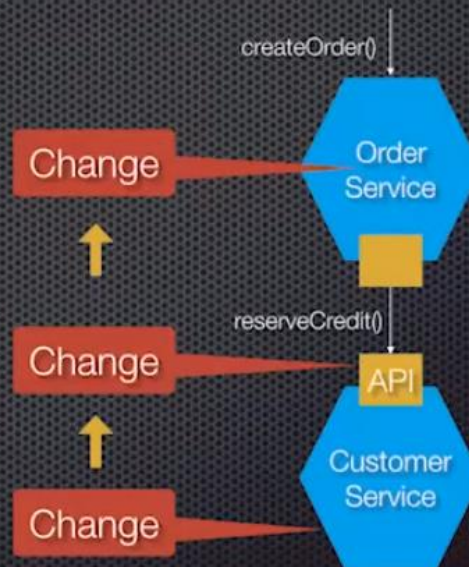 createOrder()
Change
Order
Service
reserveCredit()
Change
API
Customer
Service
Change